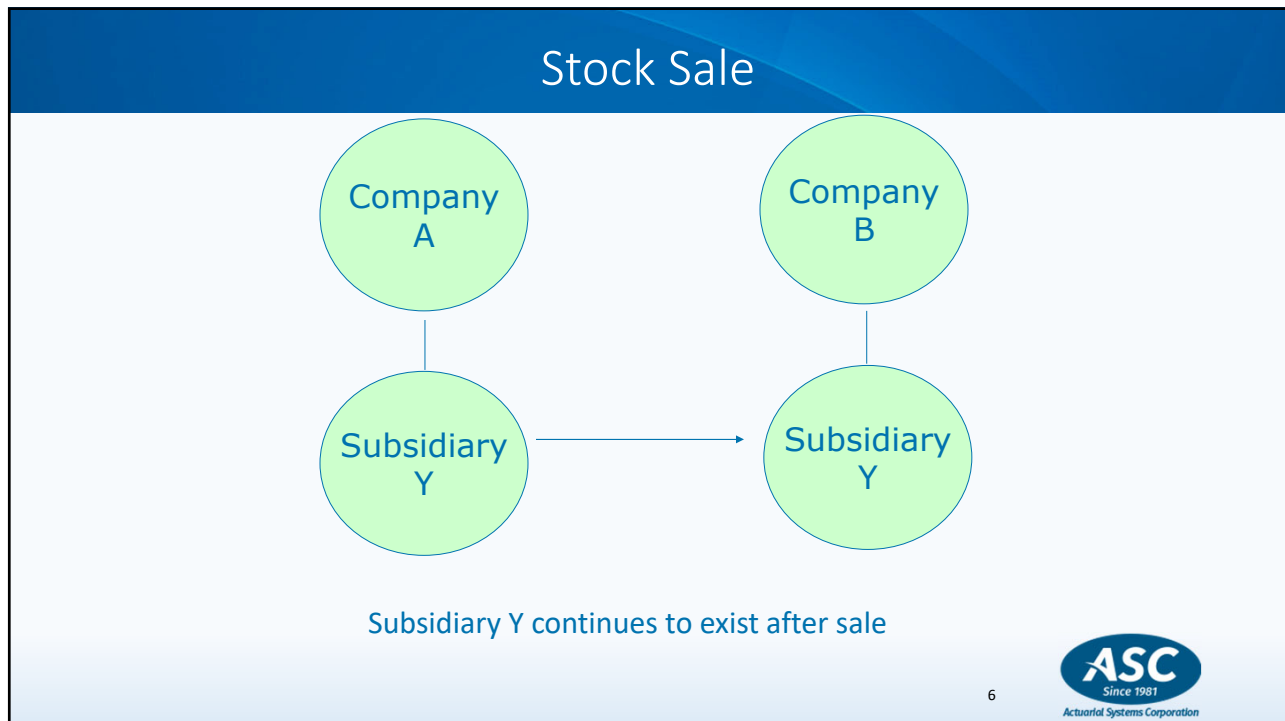 Stock Sale
Company
A
Company
B
Subsidiary
Y
Subsidiary
Y
Subsidiary Y continues to exist after sale
6
ASC
Since 1981
Actuarial Systems Corporation